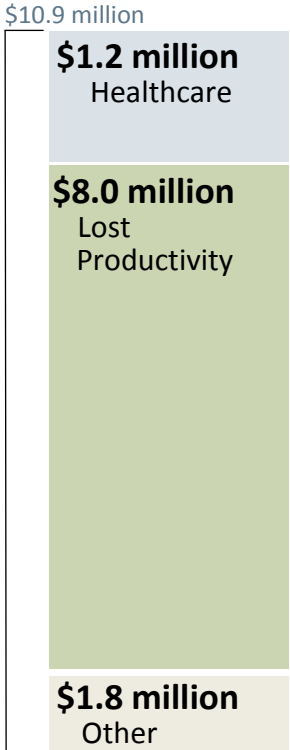 $10.9 million
$1.2 million
Healthcare
$8.0 million
Lost
Productivity
$1.8 million
Other